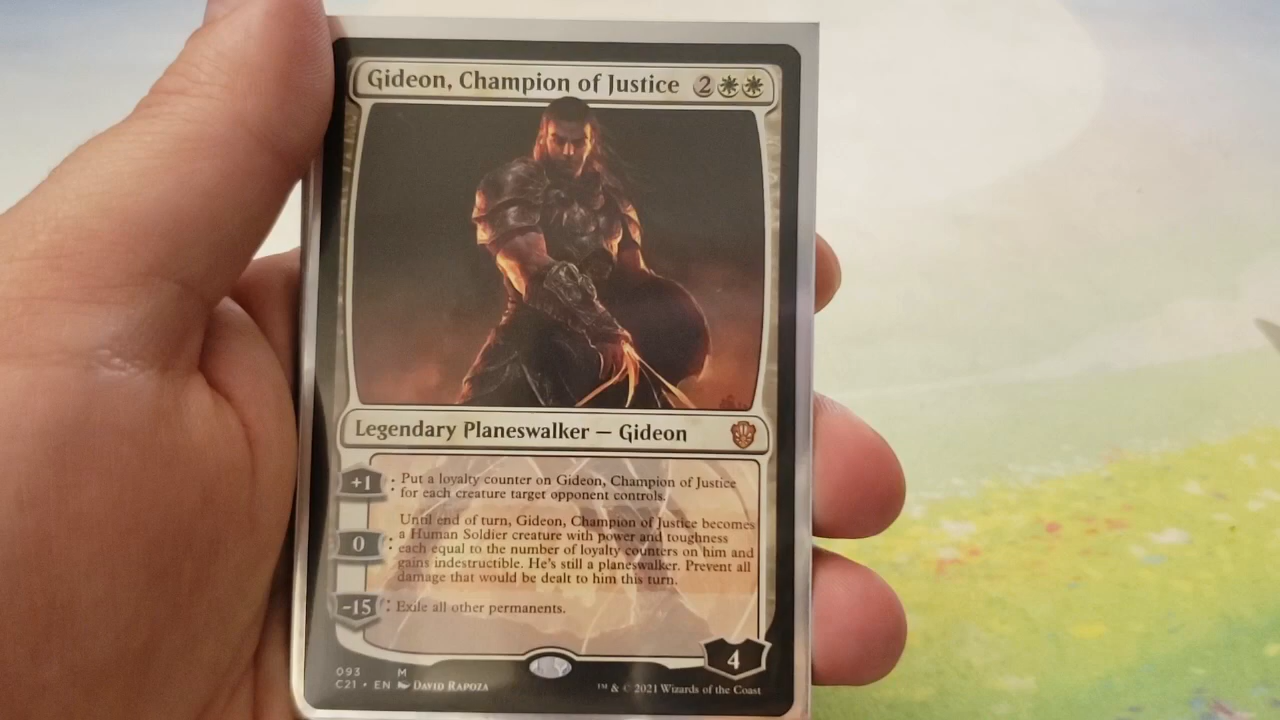 Gideon, Champion of Justice 2
Legendary Planeswalker — Gideon
+1 : Put a loyalty counter on Gideon, Champion of Justice
for each creature target opponent controls.
Until end of turn, Gideon, Champion of Justice becomes
a Human Soldier creature with power and toughness
0 : each equal to the number of loyalty counters on him and
gains indestructible. He's still a planeswalker. Prevent all
damage that would be dealt to him this turn.
-15 : Exile all other permanents.
4
093 M
C21 • EN DAVID RAPOZA
™ & © 2021 Wizards of the Coast